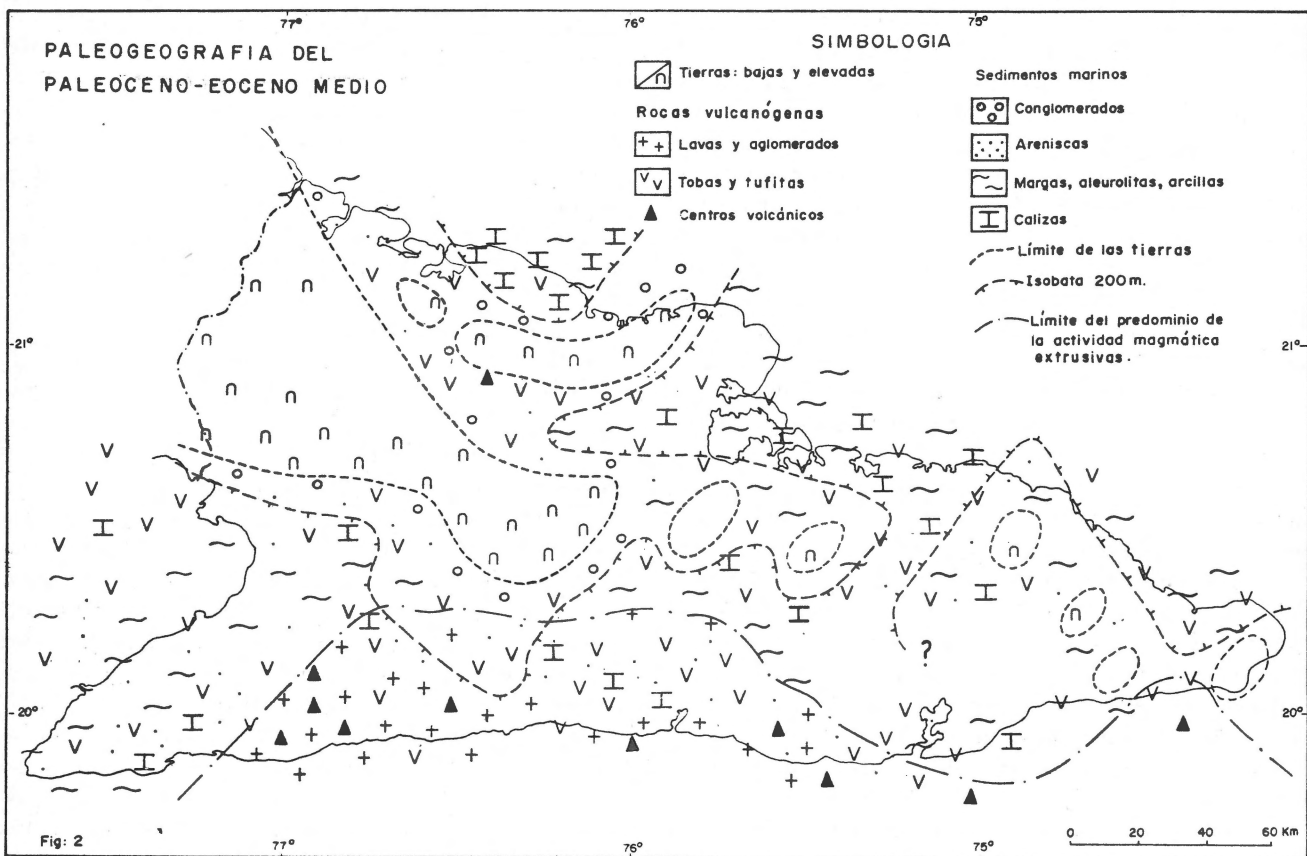 77°
76°
75°
PALEOGEOGRAFIA DEL
PALEOCENO-EOCENO MEDIO
SIMBOLOGIA
Tierras: bajas y elevadas
Rocas vulcanógenas
Lavas y aglomerados
Tobas y tufitas
Centros volcánicos
Sedimentos marinos
Conglomerados
Areniscas
Margas, aleurolitas, arcillas
Calizas
Límite de las tierras
Isobata 200 m.
Límite del predominio de
la actividad magmática
extrusivas.
21°
21°
?
20°
20°
Fig: 2
77°
76°
75°
0 20 40 60 Km